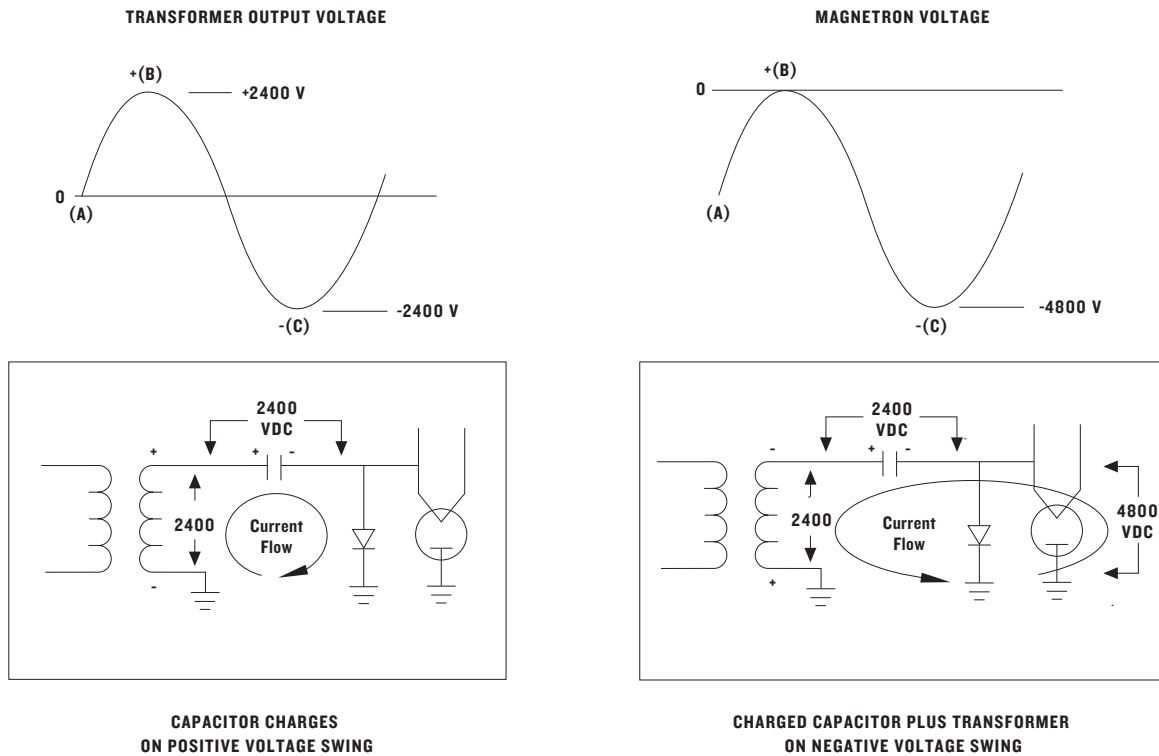 TRANSFORMER OUTPUT VOLTAGE
+(B)
+2400 V
0
(A)
-2400 V
-(C)
MAGNETRON VOLTAGE
+(B)
0
(A)
-4800 V
-(C)
2400
VDC
+
+ -
2400
Current
Flow
-
2400
VDC
-
+ -
2400
Current
Flow
4800
VDC
+
CAPACITOR CHARGES
ON POSITIVE VOLTAGE SWING
CHARGED CAPACITOR PLUS TRANSFORMER
ON NEGATIVE VOLTAGE SWING